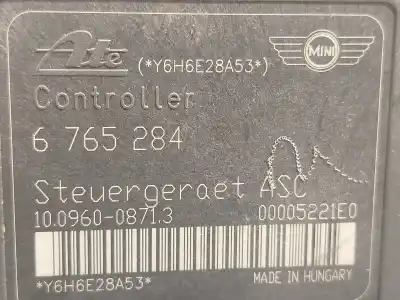 Ate (*Y6H6E28A53*) MINI
Controller
6 765 284
Steuergeraet ASC
10.0960-0871.3 00005221E0
*Y6H6E28A53* MADE IN HUNGARY